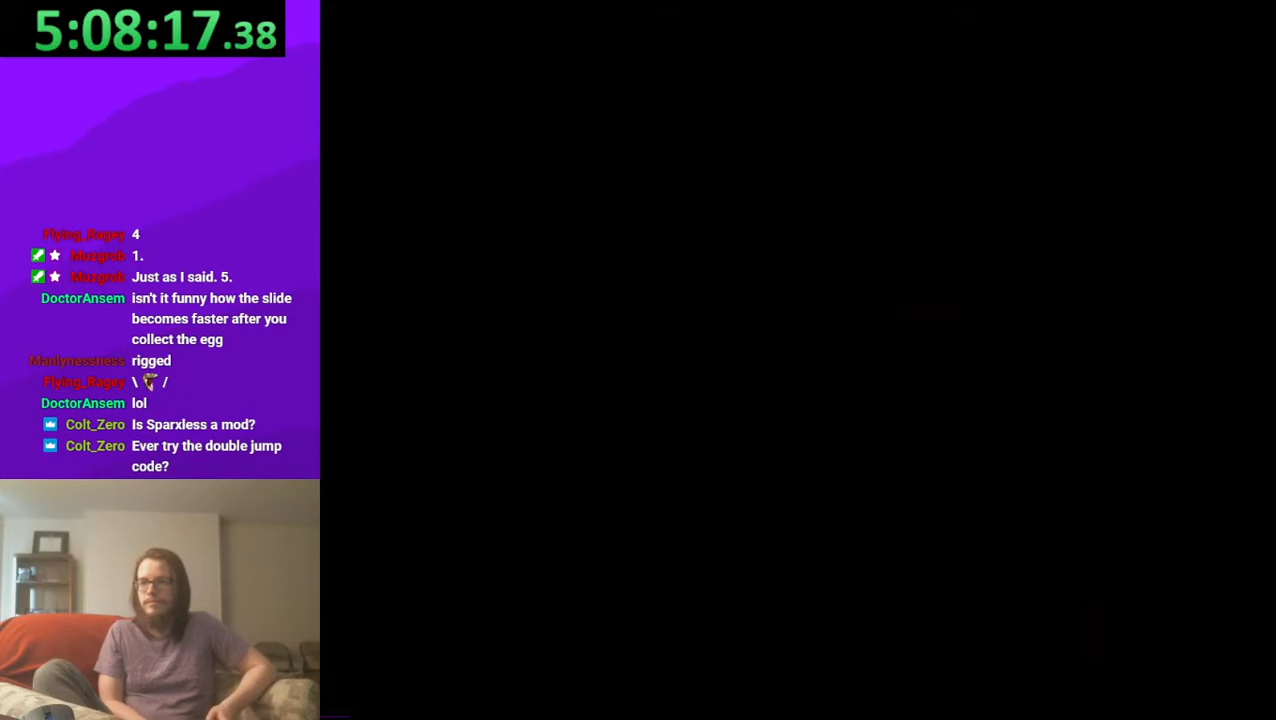 5:08:17.38
Flying_Ragey 4
Muzgrob 1.
Muzgrob Just as I said. 5.
DoctorAnsem isn't it funny how the slide
becomes faster after you
collect the egg
Manlynessness rigged
Flying_Ragey \ /
DoctorAnsem lol
Colt_Zero Is Sparxless a mod?
Colt_Zero Ever try the double jump
code?